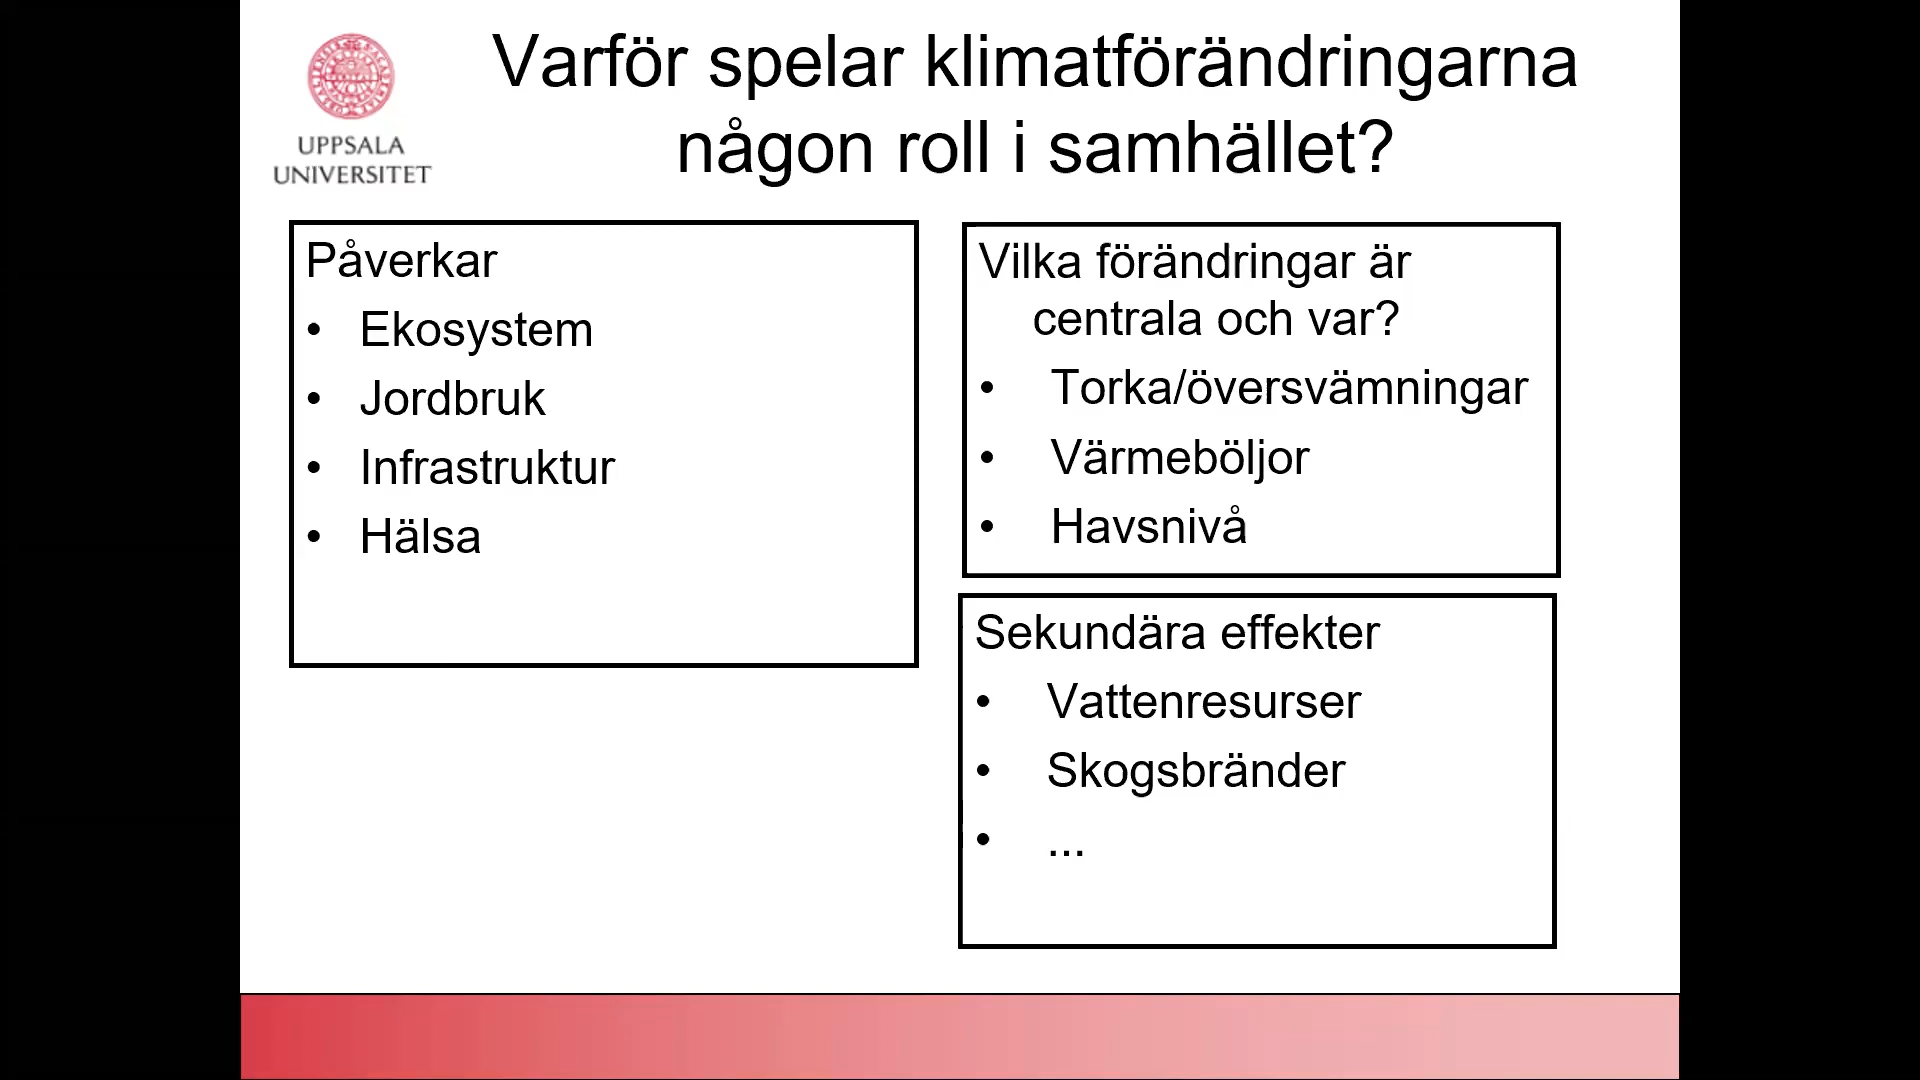 UPPSALA
UNIVERSITET
Varför spelar klimatförändringarna
någon roll i samhället?
Påverkar
• Ekosystem
• Jordbruk
• Infrastruktur
• Hälsa
Vilka förändringar är
centrala och var?
• Torka/översvämningar
• Värmeböljor
• Havsnivå
Sekundära effekter
• Vattenresurser
• Skogsbränder
• ...